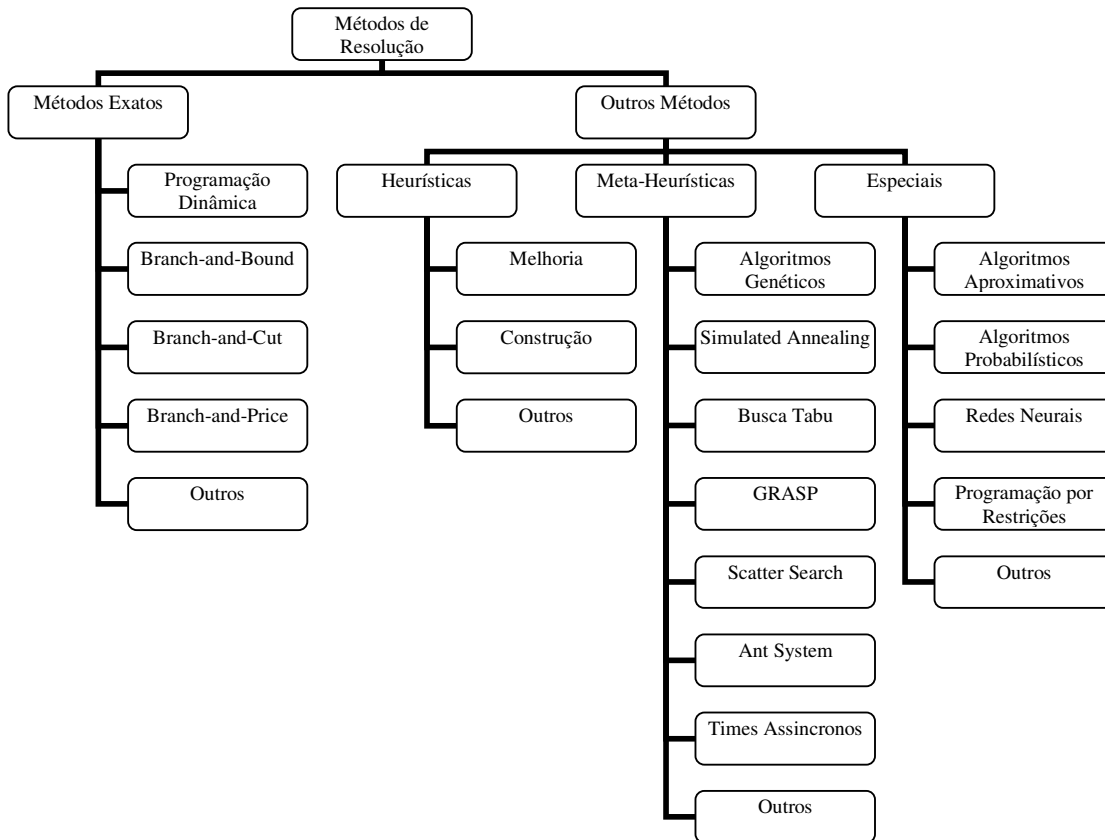 Métodos de
Resolução
Métodos Exatos
Outros Métodos
Programação
Dinâmica
Branch-and-Bound
Branch-and-Cut
Branch-and-Price
Outros
Heurísticas
Melhoria
Construção
Outros
Meta-Heurísticas
Algoritmos
Genéticos
Simulated Annealing
Busca Tabu
GRASP
Scatter Search
Ant System
Times Assincronos
Outros
Especiais
Algoritmos
Aproximativos
Algoritmos
Probabilísticos
Redes Neurais
Programação por
Restrições
Outros